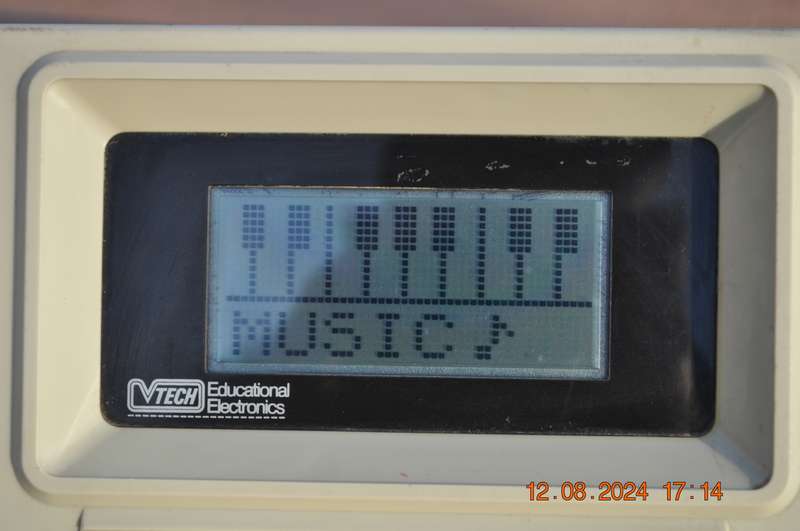 MUSIC♪
VTECH Educational
Electronics
12.08.2024 17:14